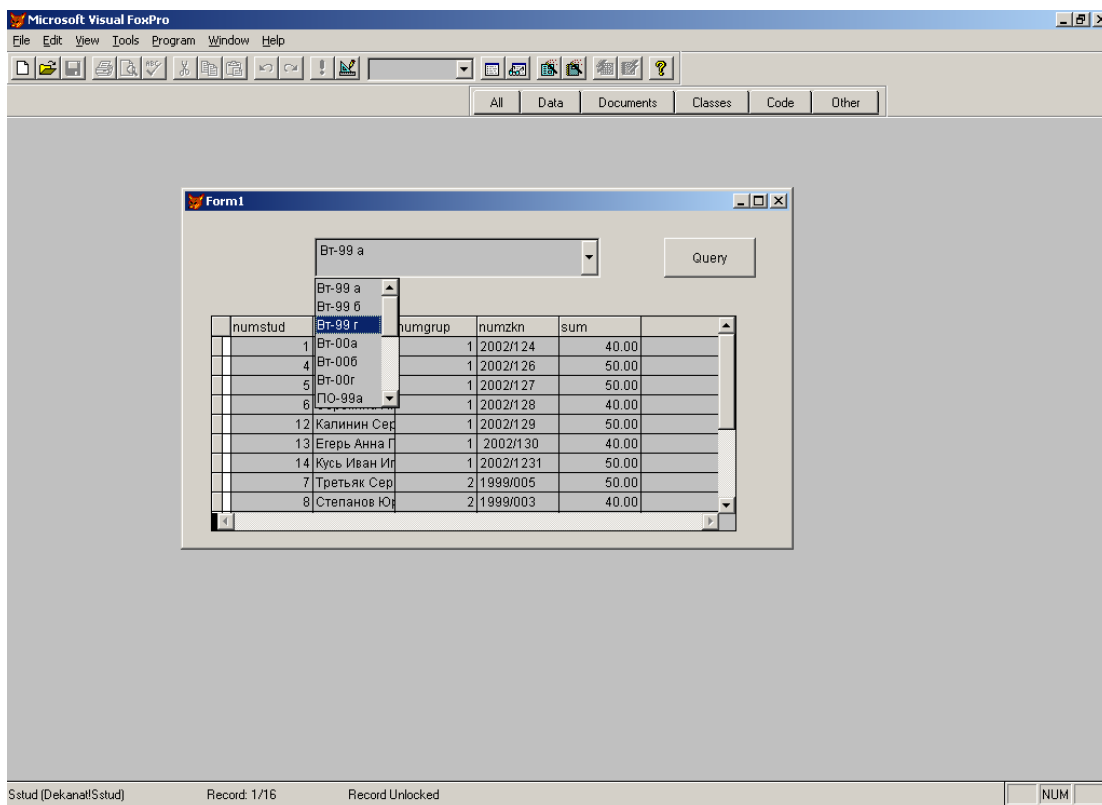 Microsoft Visual FoxPro
File Edit View Tools Program Window Help
All Data Documents Classes Code Other
Form1
Вт-99 а
Query
Вт-99 а
Вт-99 б
Вт-99 г
Вт-00а
Вт-00б
Вт-00г
ПО-99а
numstud numgrup numzkn sum
1 1 2002/124 40.00
4 1 2002/126 50.00
5 1 2002/127 50.00
6 1 2002/128 40.00
12 Калинин Сер 1 2002/129 50.00
13 Егерь Анна Г 1 2002/130 40.00
14 Кусь Иван Иг 1 2002/1231 50.00
7 Третьяк Сер 2 1999/005 50.00
8 Степанов Юр 2 1999/003 40.00
Sstud (Dekanat!Sstud) Record: 1/16 Record Unlocked NUM